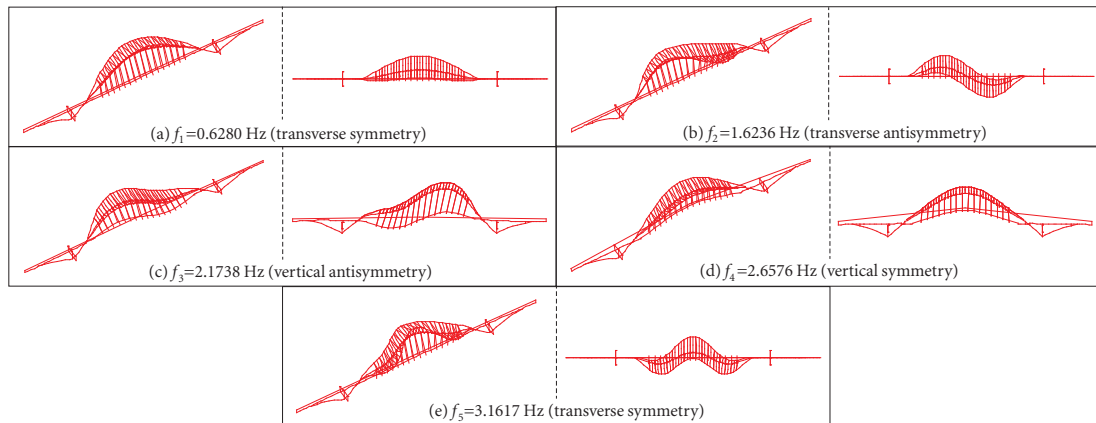 (a) f₁=0.6280 Hz (transverse symmetry)
(b) f₂=1.6236 Hz (transverse antisymmetry)
(c) f₃=2.1738 Hz (vertical antisymmetry)
(d) f₄=2.6576 Hz (vertical symmetry)
(e) f₅=3.1617 Hz (transverse symmetry)